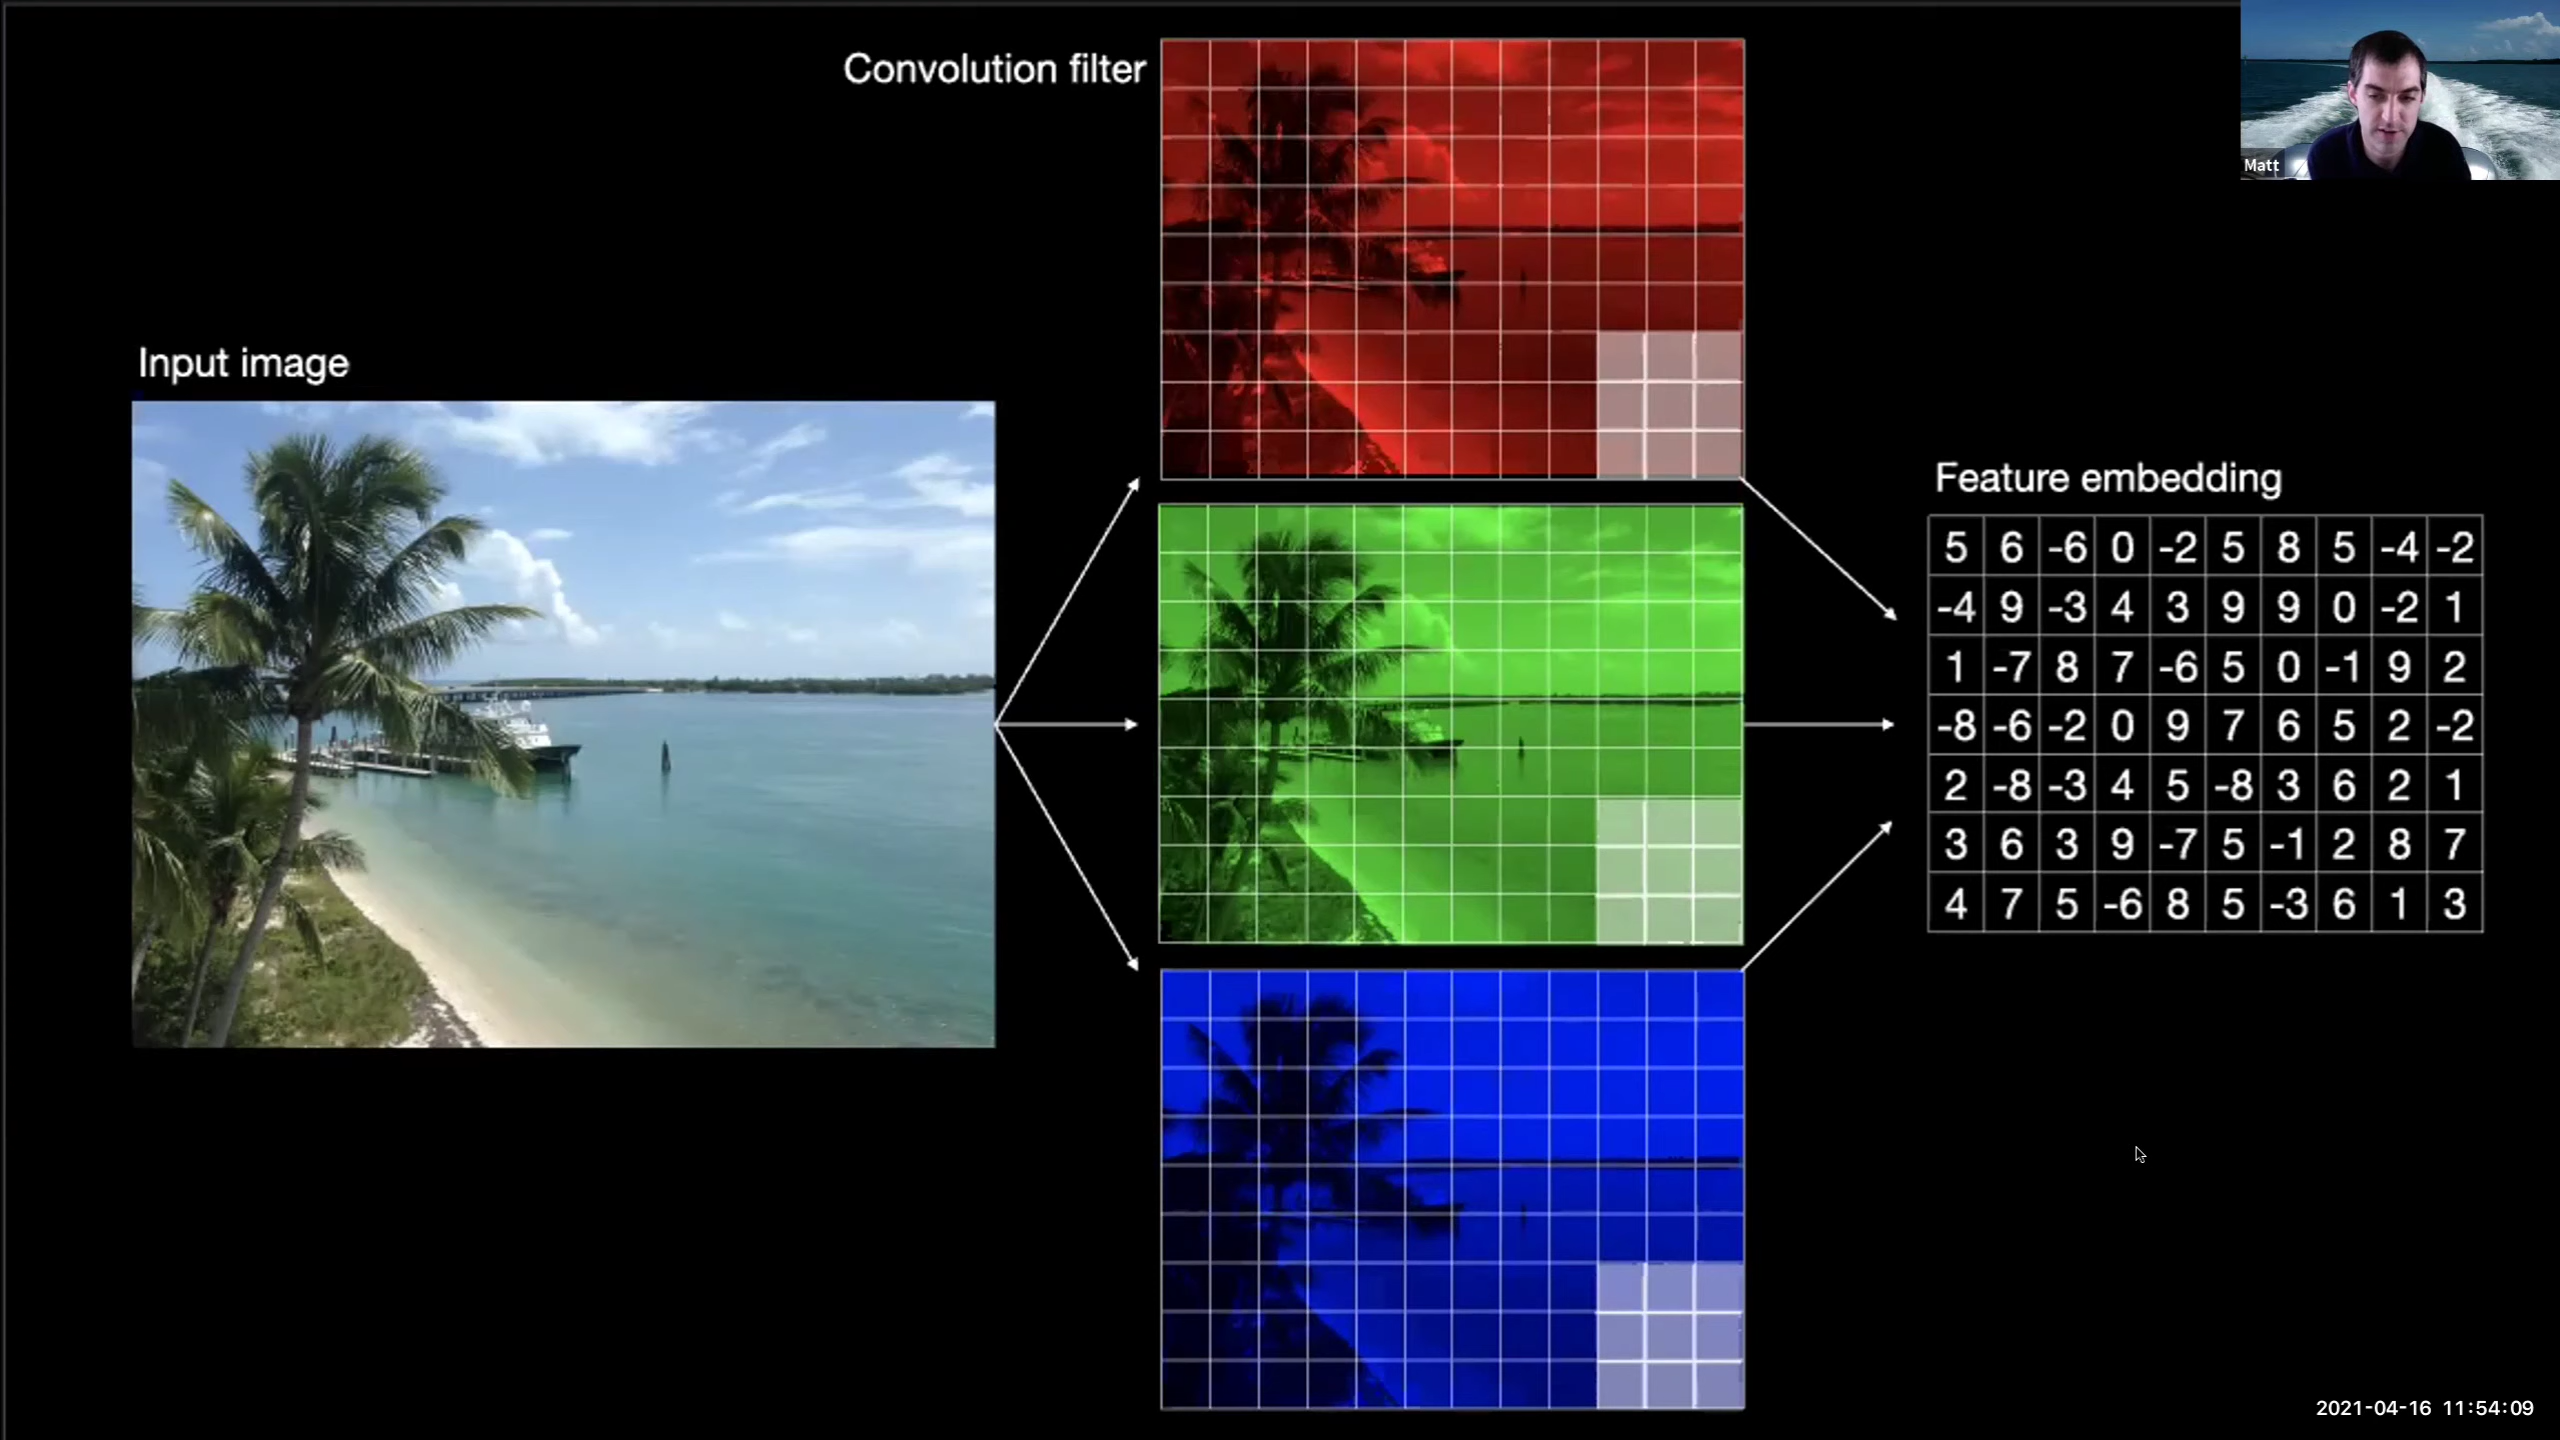 Convolution filter
Matt
Input image
Feature embedding
5 6 -6 0 -2 5 8 5 -4 -2
-4 9 -3 4 3 9 9 0 -2 1
1 -7 8 7 -6 5 0 -1 9 2
-8 -6 -2 0 9 7 6 5 2 -2
2 -8 -3 4 5 -8 3 6 2 1
3 6 3 9 -7 5 -1 2 8 7
4 7 5 -6 8 5 -3 6 1 3
2021-04-16 11:54:09